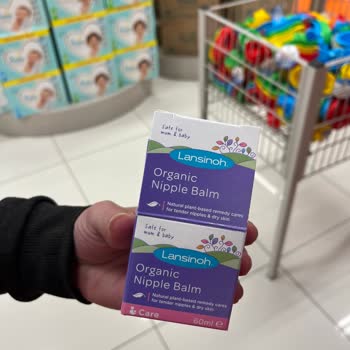 Safe for
mum & baby
Lansinoh
Organic
Nipple Balm
Natural plant-based remedy cares
for tender nipples & dry skin
Safe for
mum & baby
Lansinoh
Organic
Nipple Balm
Natural plant-based remedy cares
for tender nipples & dry skin
Care
60ml e